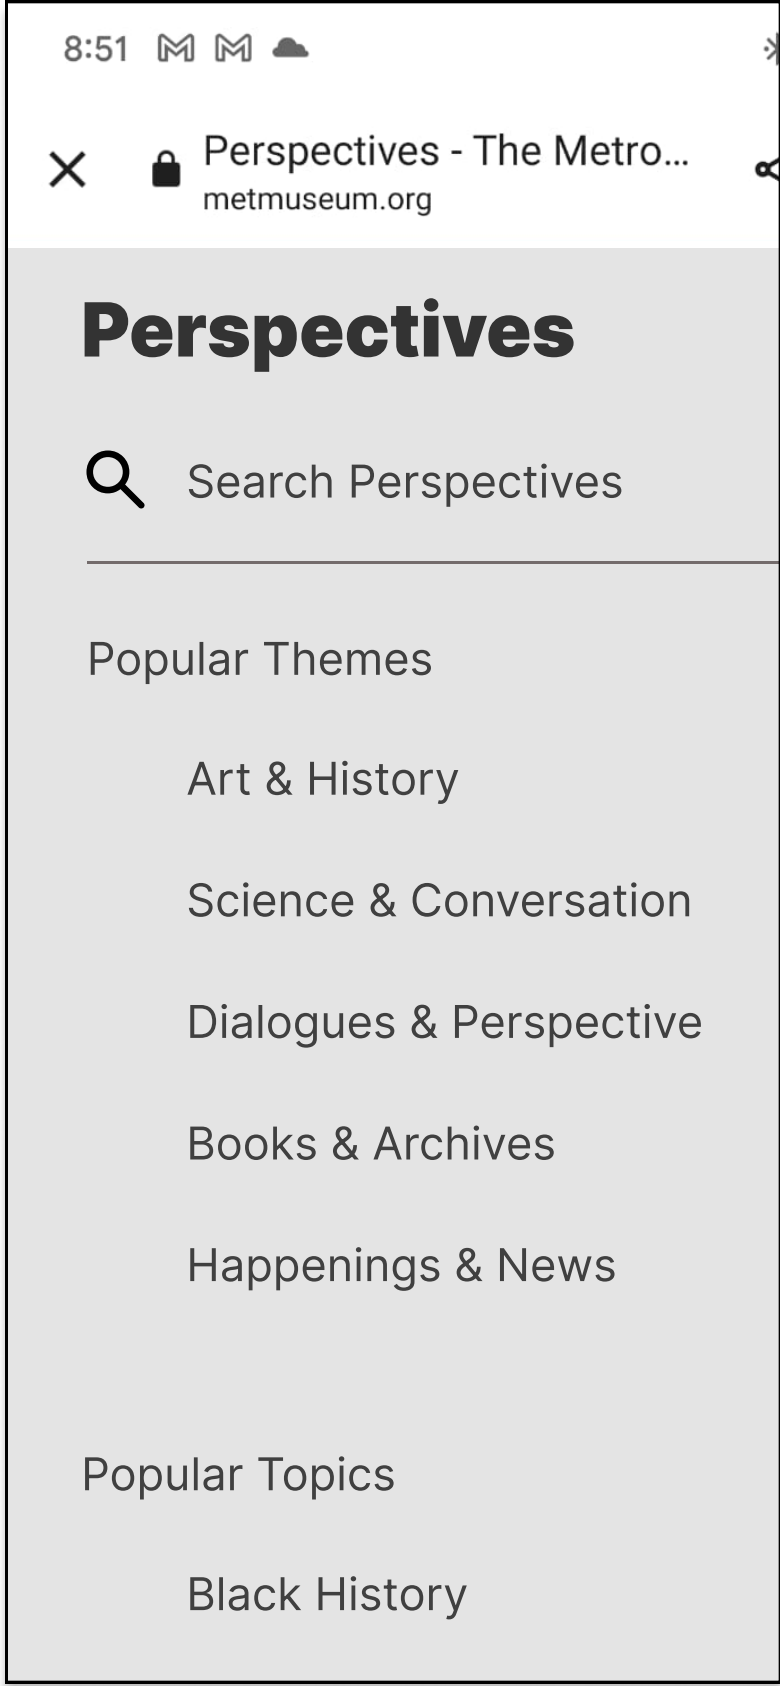 8:51
Perspectives - The Metro...
metmuseum.org
Perspectives
Search Perspectives
Popular Themes
Art & History
Science & Conversation
Dialogues & Perspective
Books & Archives
Happenings & News
Popular Topics
Black History